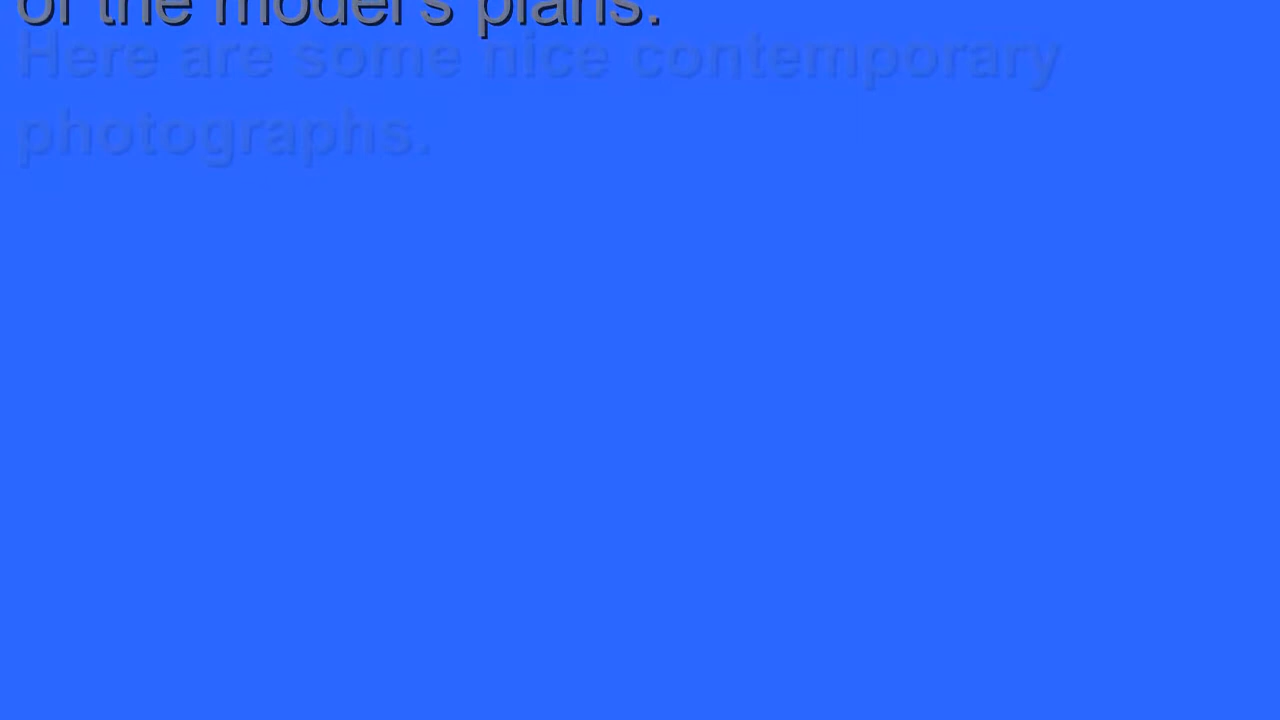 of the model's plans.
Here are some nice contemporary
photographs.